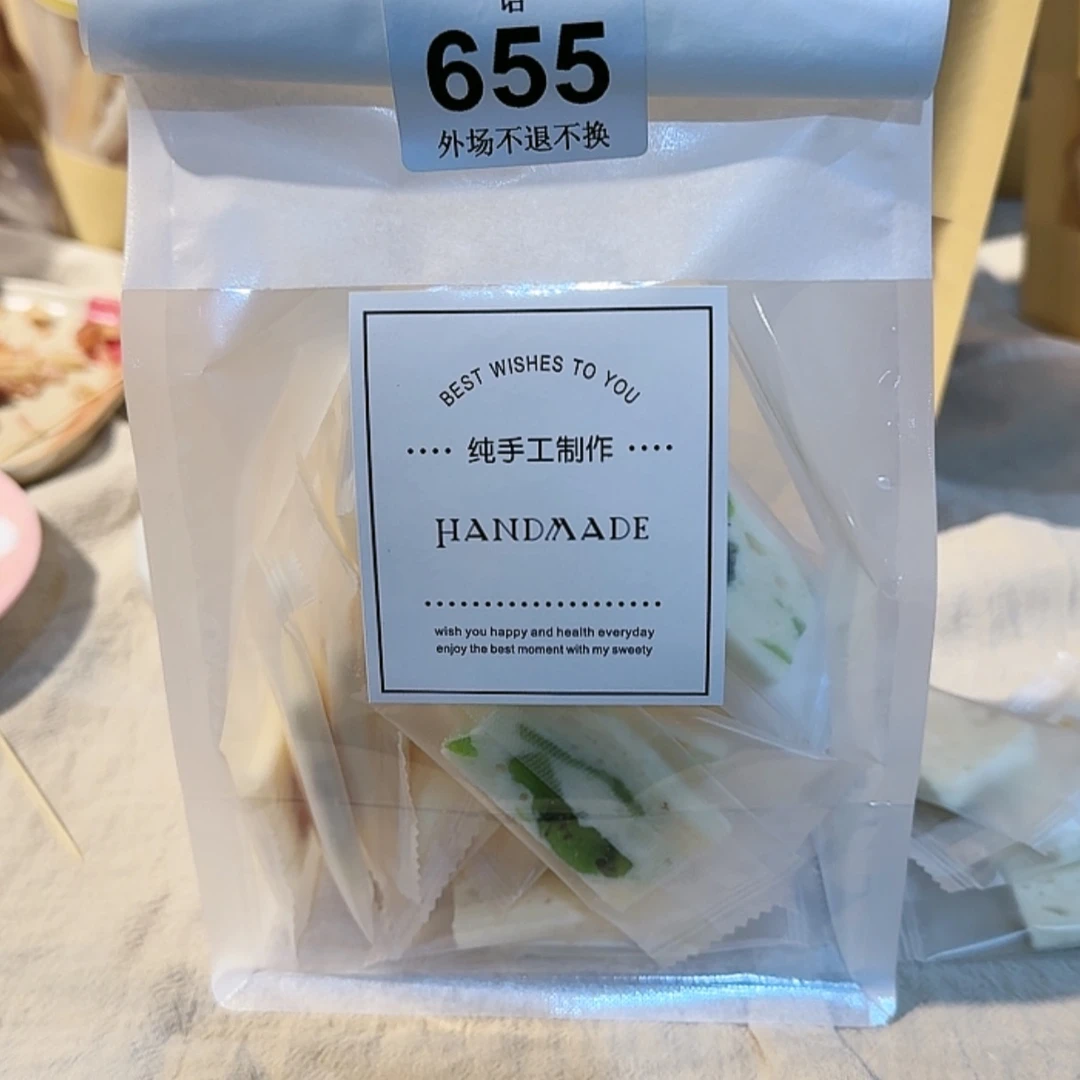 655
外场不退不换
BEST WISHES TO YOU
纯手工制作
HANDMADE
wish you happy and health everyday
enjoy the best moment with my sweety